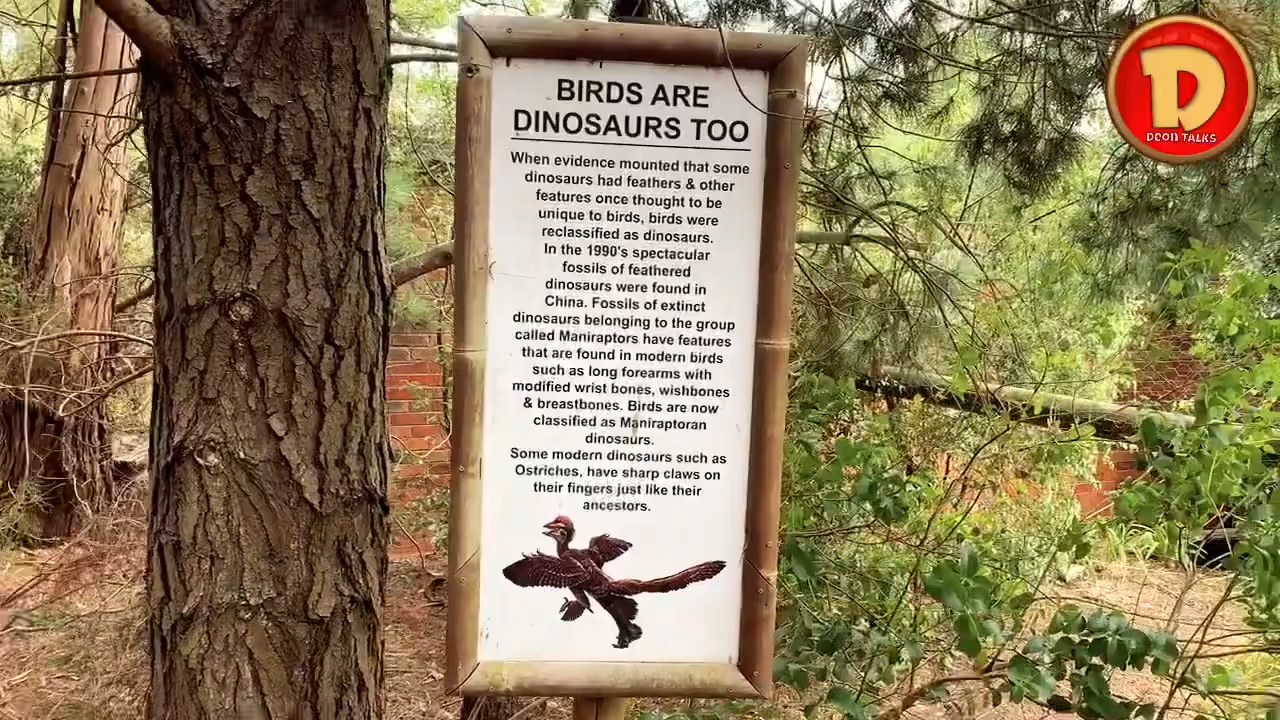 BIRDS ARE
DINOSAURS TOO
When evidence mounted that some
dinosaurs had feathers & other
features once thought to be
unique to birds, birds were
reclassified as dinosaurs.
In the 1990's spectacular
fossils of feathered
dinosaurs were found in
China. Fossils of extinct
dinosaurs belonging to the group
called Maniraptors have features
that are found in modern birds
such as long forearms with
modified wrist bones, wishbones
& breastbones. Birds are now
classified as Maniraptoran
dinosaurs.
Some modern dinosaurs such as
Ostriches, have sharp claws on
their fingers just like their
ancestors.
D
DEON TALKS